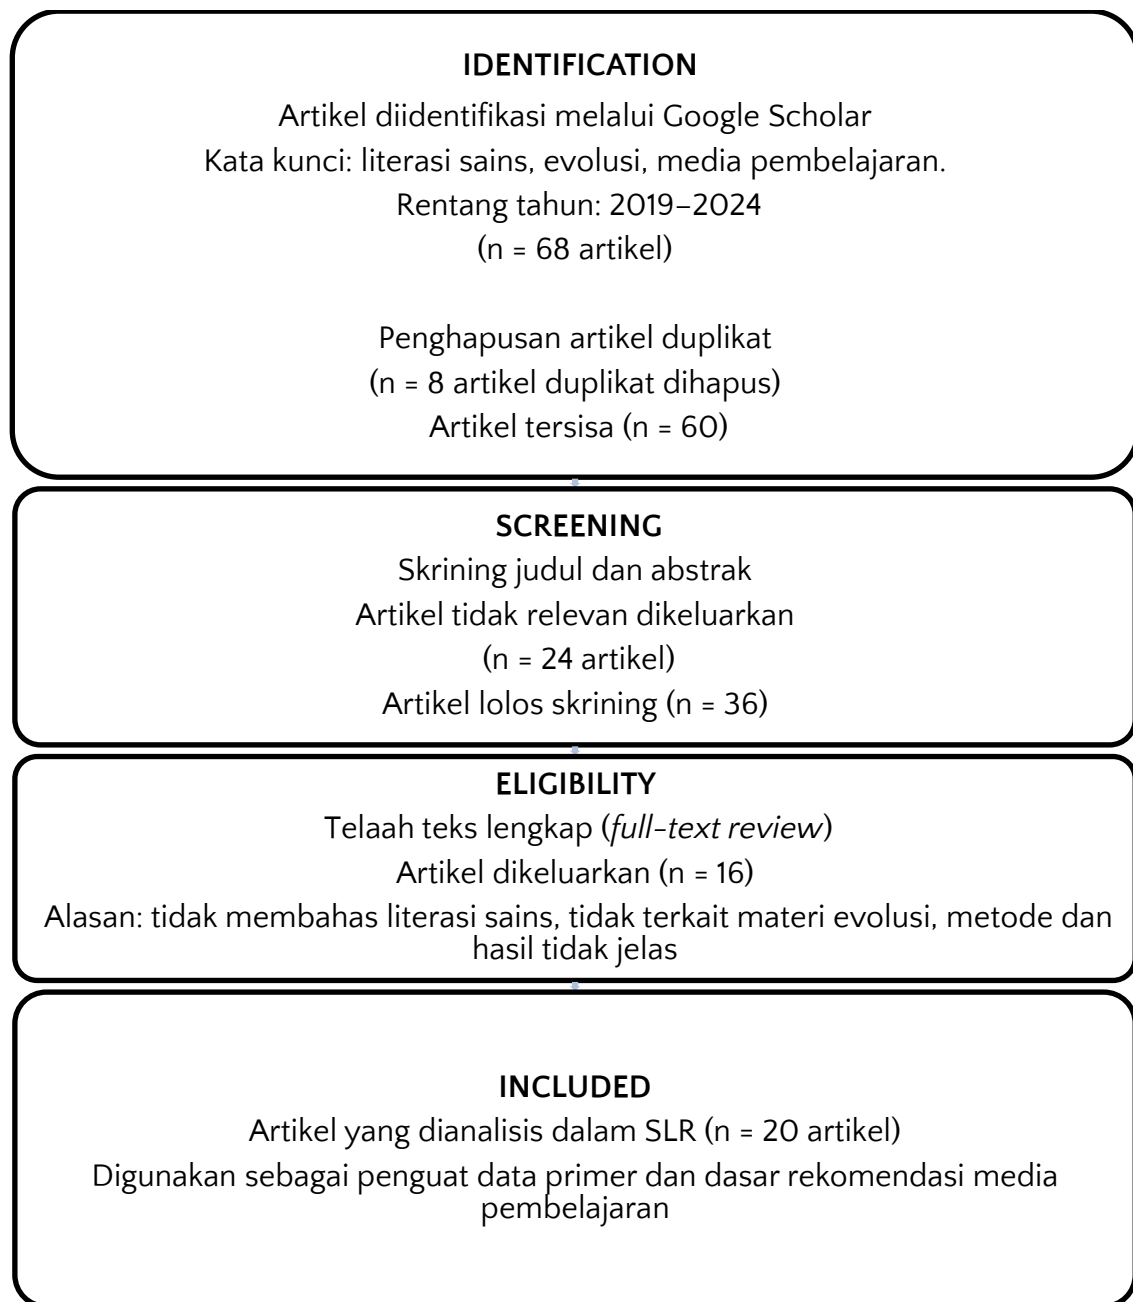 IDENTIFICATION
Artikel diidentifikasi melalui Google Scholar
Kata kunci: literasi sains, evolusi, media pembelajaran.
Rentang tahun: 2019–2024
(n = 68 artikel)
Penghapusan artikel duplikat
(n = 8 artikel duplikat dihapus)
Artikel tersisa (n = 60)
SCREENING
Skrining judul dan abstrak
Artikel tidak relevan dikeluarkan
(n = 24 artikel)
Artikel lolos skrining (n = 36)
ELIGIBILITY
Telaah teks lengkap (full-text review)
Artikel dikeluarkan (n = 16)
Alasan: tidak membahas literasi sains, tidak terkait materi evolusi, metode dan
hasil tidak jelas
INCLUDED
Artikel yang dianalisis dalam SLR (n = 20 artikel)
Digunakan sebagai penguat data primer dan dasar rekomendasi media
pembelajaran